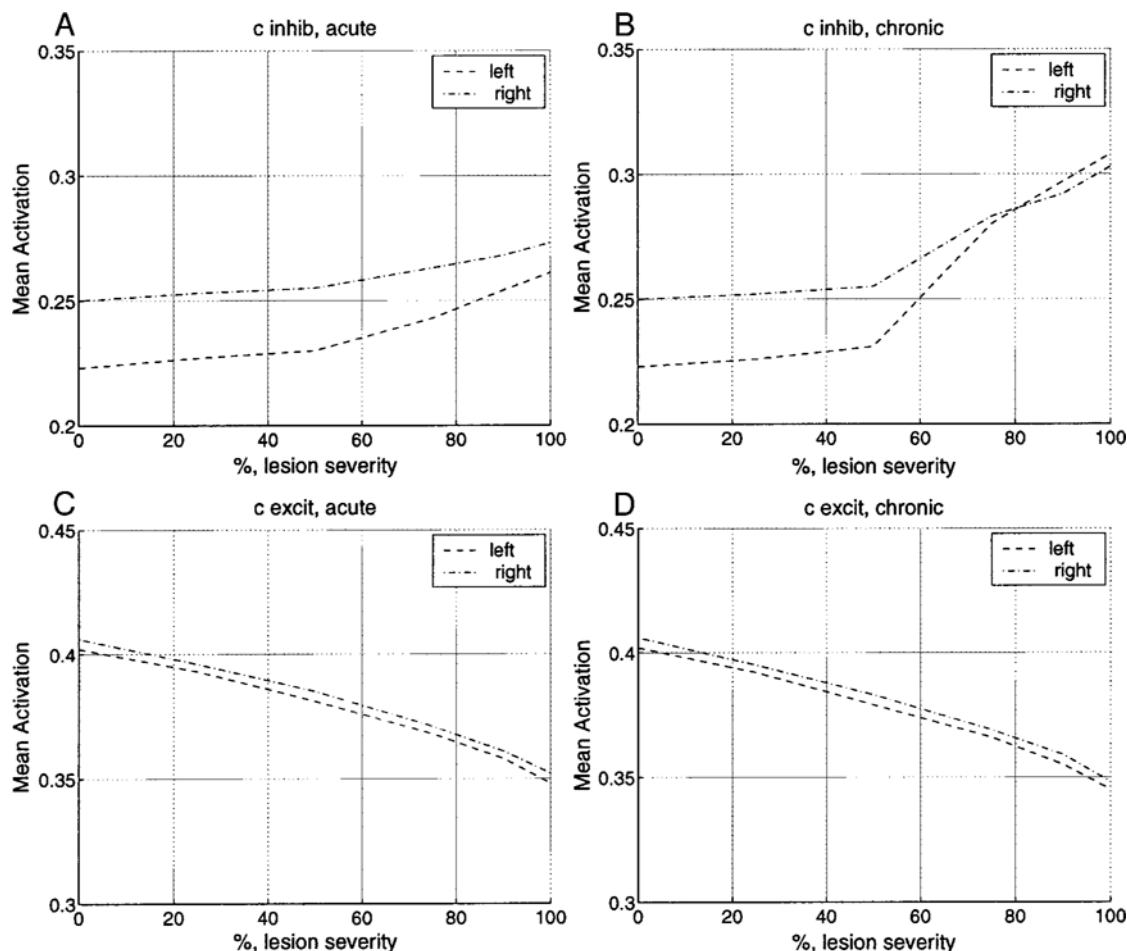 A
c inhib, acute
0.35
0.3
0.25
0.2
Mean Activation
left
right
0 20 40 60 80 100
%, lesion severity
B
c inhib, chronic
0.35
0.3
0.25
0.2
Mean Activation
left
right
0 20 40 60 80 100
%, lesion severity
C
c excit, acute
0.45
0.4
0.35
0.3
Mean Activation
left
right
0 20 40 60 80 100
%, lesion severity
D
c excit, chronic
0.45
0.4
0.35
0.3
Mean Activation
left
right
0 20 40 60 80 100
%, lesion severity